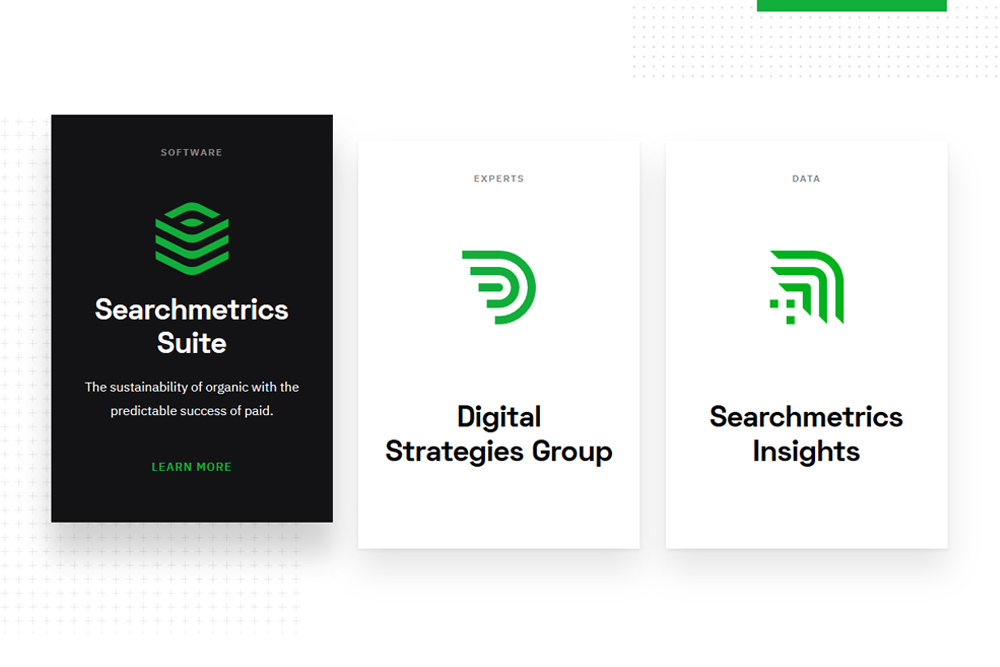 SOFTWARE
Searchmetrics
Suite
The sustainability of organic with the
predictable success of paid.
LEARN MORE
EXPERTS
Digital
Strategies Group
DATA
Searchmetrics
Insights